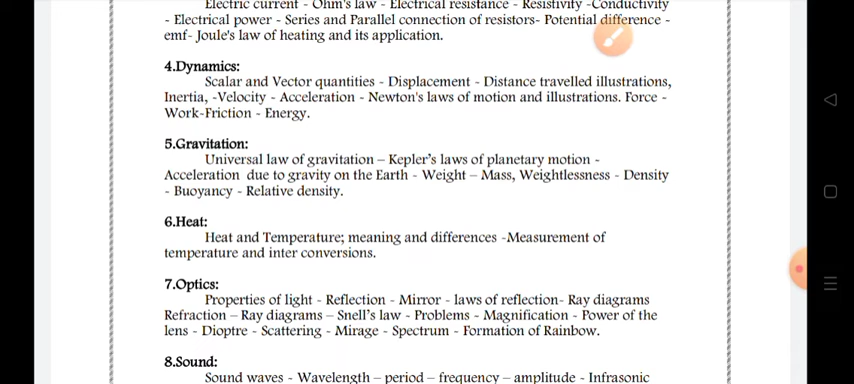 Electric current - Ohm's law - Electrical resistance - Resistivity -Conductivity
- Electrical power - Series and Parallel connection of resistors- Potential difference -
emf- Joule's law of heating and its application.
4.Dynamics:
Scalar and Vector quantities - Displacement - Distance travelled illustrations,
Inertia, -Velocity - Acceleration - Newton's laws of motion and illustrations. Force -
Work-Friction - Energy.
5.Gravitation:
Universal law of gravitation – Kepler's laws of planetary motion -
Acceleration due to gravity on the Earth - Weight – Mass, Weightlessness - Density
- Buoyancy - Relative density.
6.Heat:
Heat and Temperature; meaning and differences -Measurement of
temperature and inter conversions.
7.Optics:
Properties of light - Reflection - Mirror - laws of reflection- Ray diagrams
Refraction – Ray diagrams – Snell's law - Problems - Magnification - Power of the
lens - Dioptre - Scattering - Mirage - Spectrum - Formation of Rainbow.
8.Sound:
Sound waves - Wavelength – period – frequency – amplitude - Infrasonic